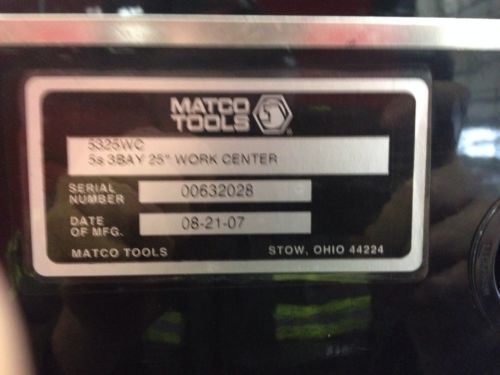 MATCO
TOOLS
5325WC
5s 3BAY 25" WORK CENTER
SERIAL
NUMBER 00632028
DATE
OF MFG. 08-21-07
MATCO TOOLS STOW, OHIO 44224